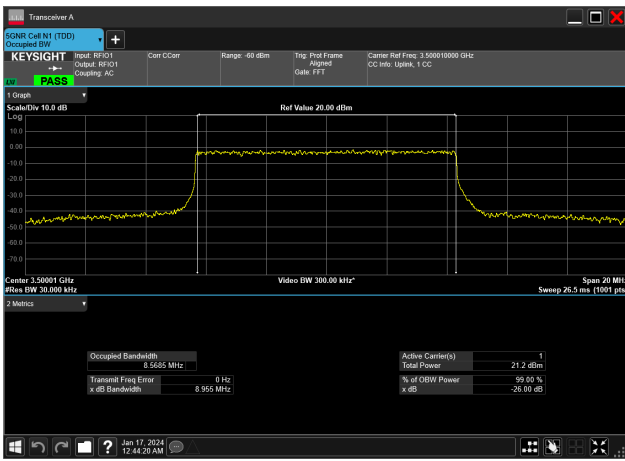 Transceiver A
5GNR Cell N1 (TDD)
Occupied BW
KEYSIGHT
PASS
Input: RFIO1
Output: RFIO1
Coupling: AC
Corr CCorr
Range: -60 dBm
Trig: Prot Frame
Aligned
Gate: FFT
Carrier Ref Freq: 3.500010000 GHz
CC Info: Uplink, 1 CC
1 Graph
Scale/Div 10.0 dB
Ref Value 20.00 dBm
Log
10.0
0.00
-10.0
-20.0
-30.0
-40.0
-50.0
-60.0
-70.0
Center 3.50001 GHz
Video BW 300.00 kHz*
Span 20 MHz
#Res BW 30.000 kHz
Sweep 26.5 ms (1001 pts
2 Metrics
Occupied Bandwidth
8.5685 MHz
Transmit Freq Error 0 Hz
x dB Bandwidth 8.955 MHz
Active Carrier(s) 1
Total Power 21.2 dBm
% of OBW Power 99.00 %
x dB -26.00 dB
Jan 17, 2024
12:44:20 AM